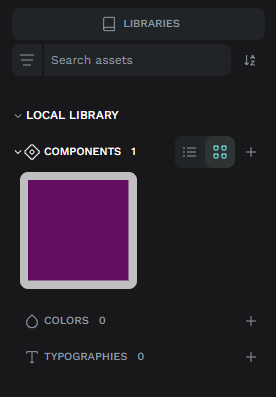 LIBRARIES
Search assets
LOCAL LIBRARY
COMPONENTS 1
COLORS 0
TYPOGRAPHIES 0